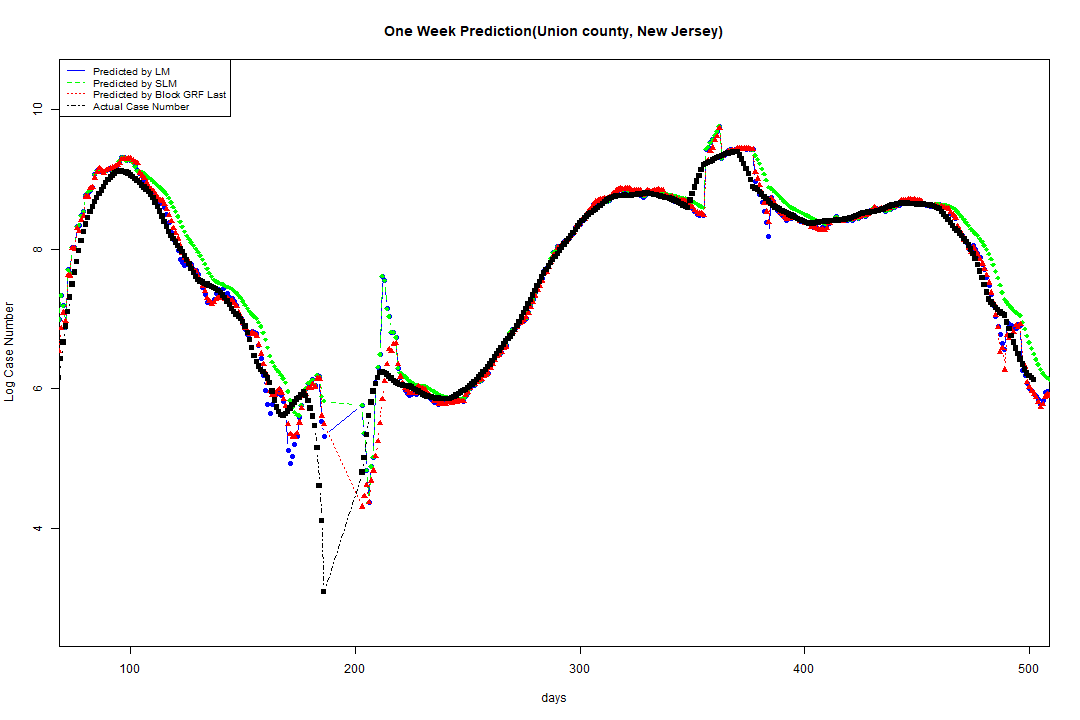 One Week Prediction(Union county, New Jersey)
Predicted by LM
Predicted by SLM
Predicted by Block GRF Last
Actual Case Number
10
8
6
4
Log Case Number
100 200 300 400 500
days